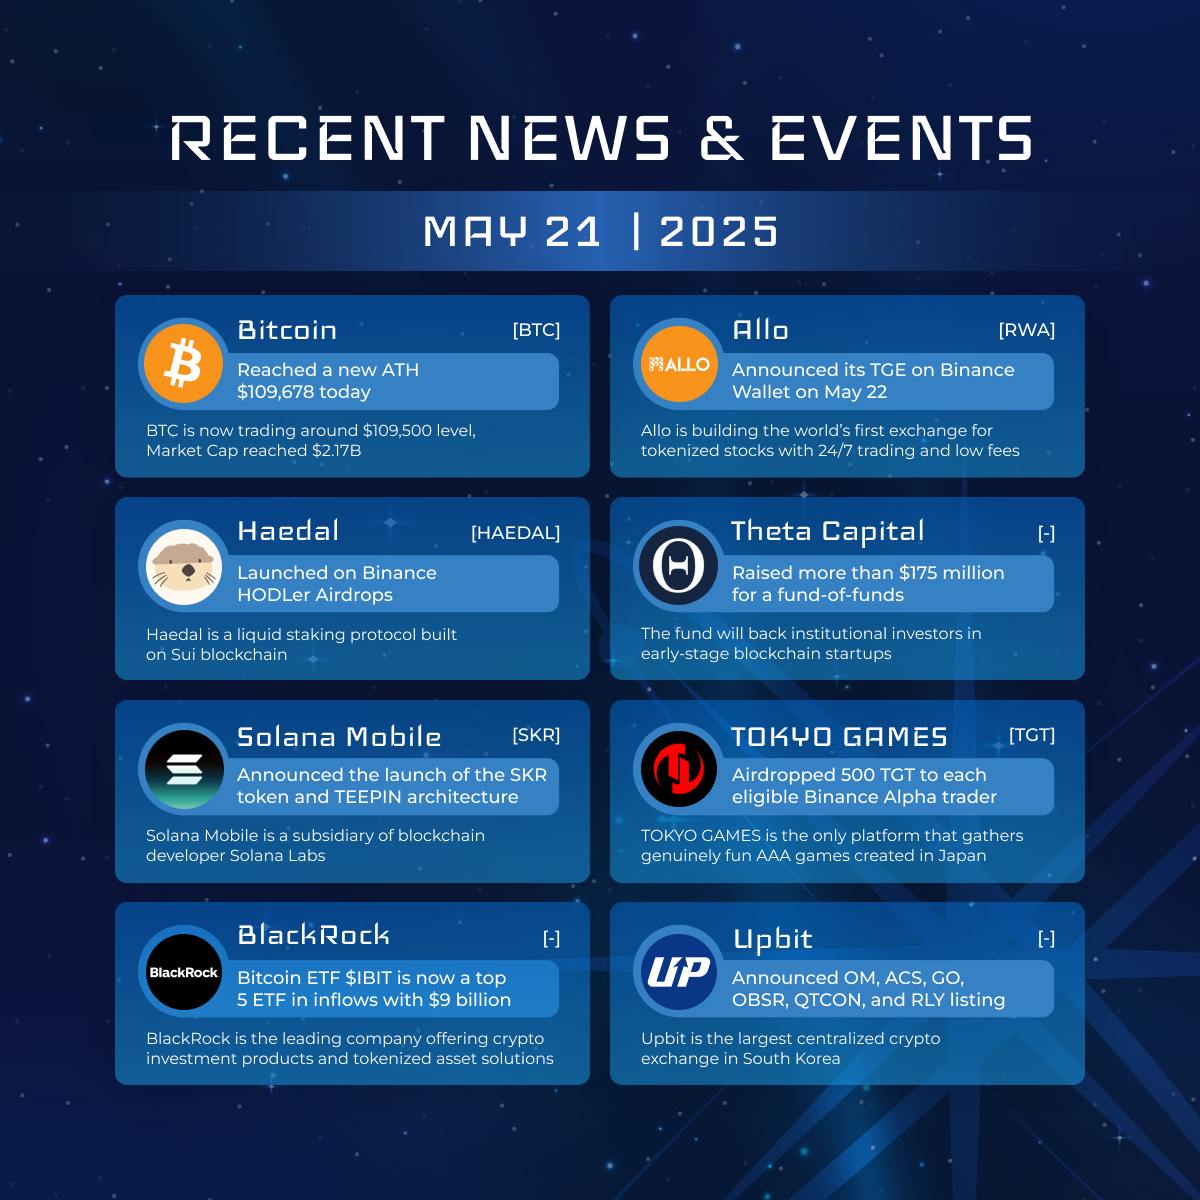 RECENT NEWS & EVENTS
MAY 21 | 2025
Bitcoin
[BTC]
Reached a new ATH
$109,678 today
BTC is now trading around $109,500 level,
Market Cap reached $2.17B
Allo
[RWA]
ALLO
Announced its TGE on Binance
Wallet on May 22
Allo is building the world's first exchange for
tokenized stocks with 24/7 trading and low fees
Haedal
[HAEDAL]
Launched on Binance
HODLer Airdrops
Haedal is a liquid staking protocol built
on Sui blockchain
Theta Capital
[-]
Raised more than $175 million
for a fund-of-funds
The fund will back institutional investors in
early-stage blockchain startups
Solana Mobile
[SKR]
Announced the launch of the SKR
token and TEEPIN architecture
Solana Mobile is a subsidiary of blockchain
developer Solana Labs
TOKYO GAMES
[TGT]
Airdropped 500 TGT to each
eligible Binance Alpha trader
TOKYO GAMES is the only platform that gathers
genuinely fun AAA games created in Japan
BlackRock
[-]
BlackRock
Bitcoin ETF $IBIT is now a top
5 ETF in inflows with $9 billion
BlackRock is the leading company offering crypto
investment products and tokenized asset solutions
Upbit
[-]
UP
Announced OM, ACS, GO,
OBSR, QTCON, and RLY listing
Upbit is the largest centralized crypto
exchange in South Korea